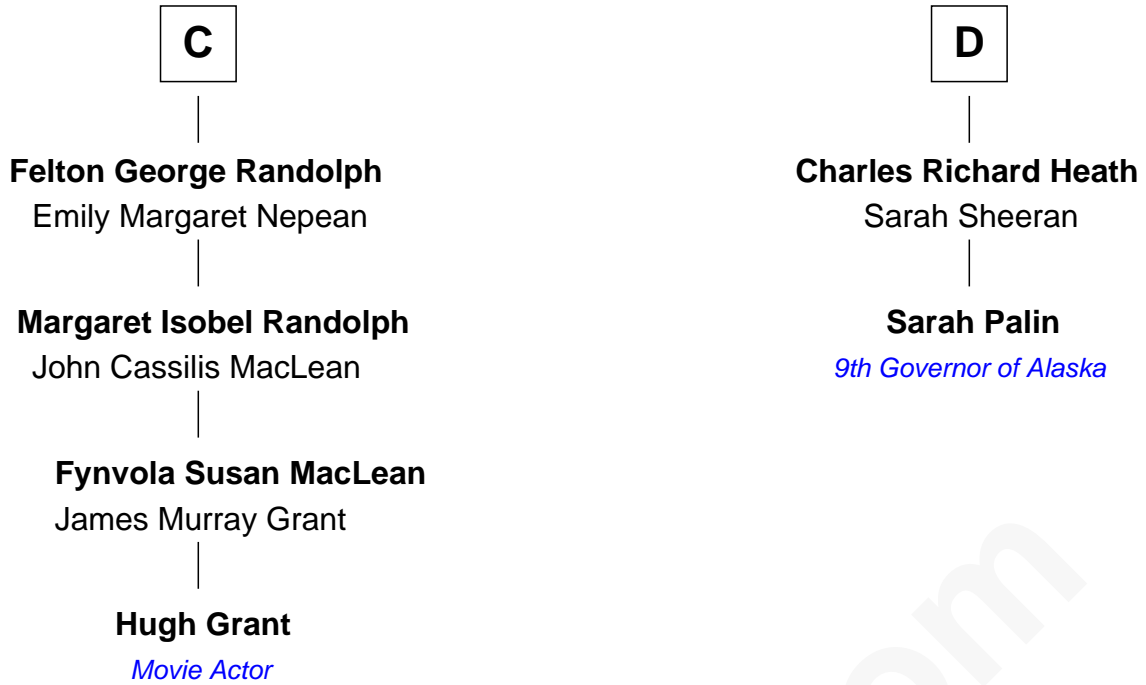 C
Felton George Randolph
Emily Margaret Nepean
Margaret Isobel Randolph
John Cassilis MacLean
Fynvola Susan MacLean
James Murray Grant
Hugh Grant
Movie Actor
D
Charles Richard Heath
Sarah Sheeran
Sarah Palin
9th Governor of Alaska
om